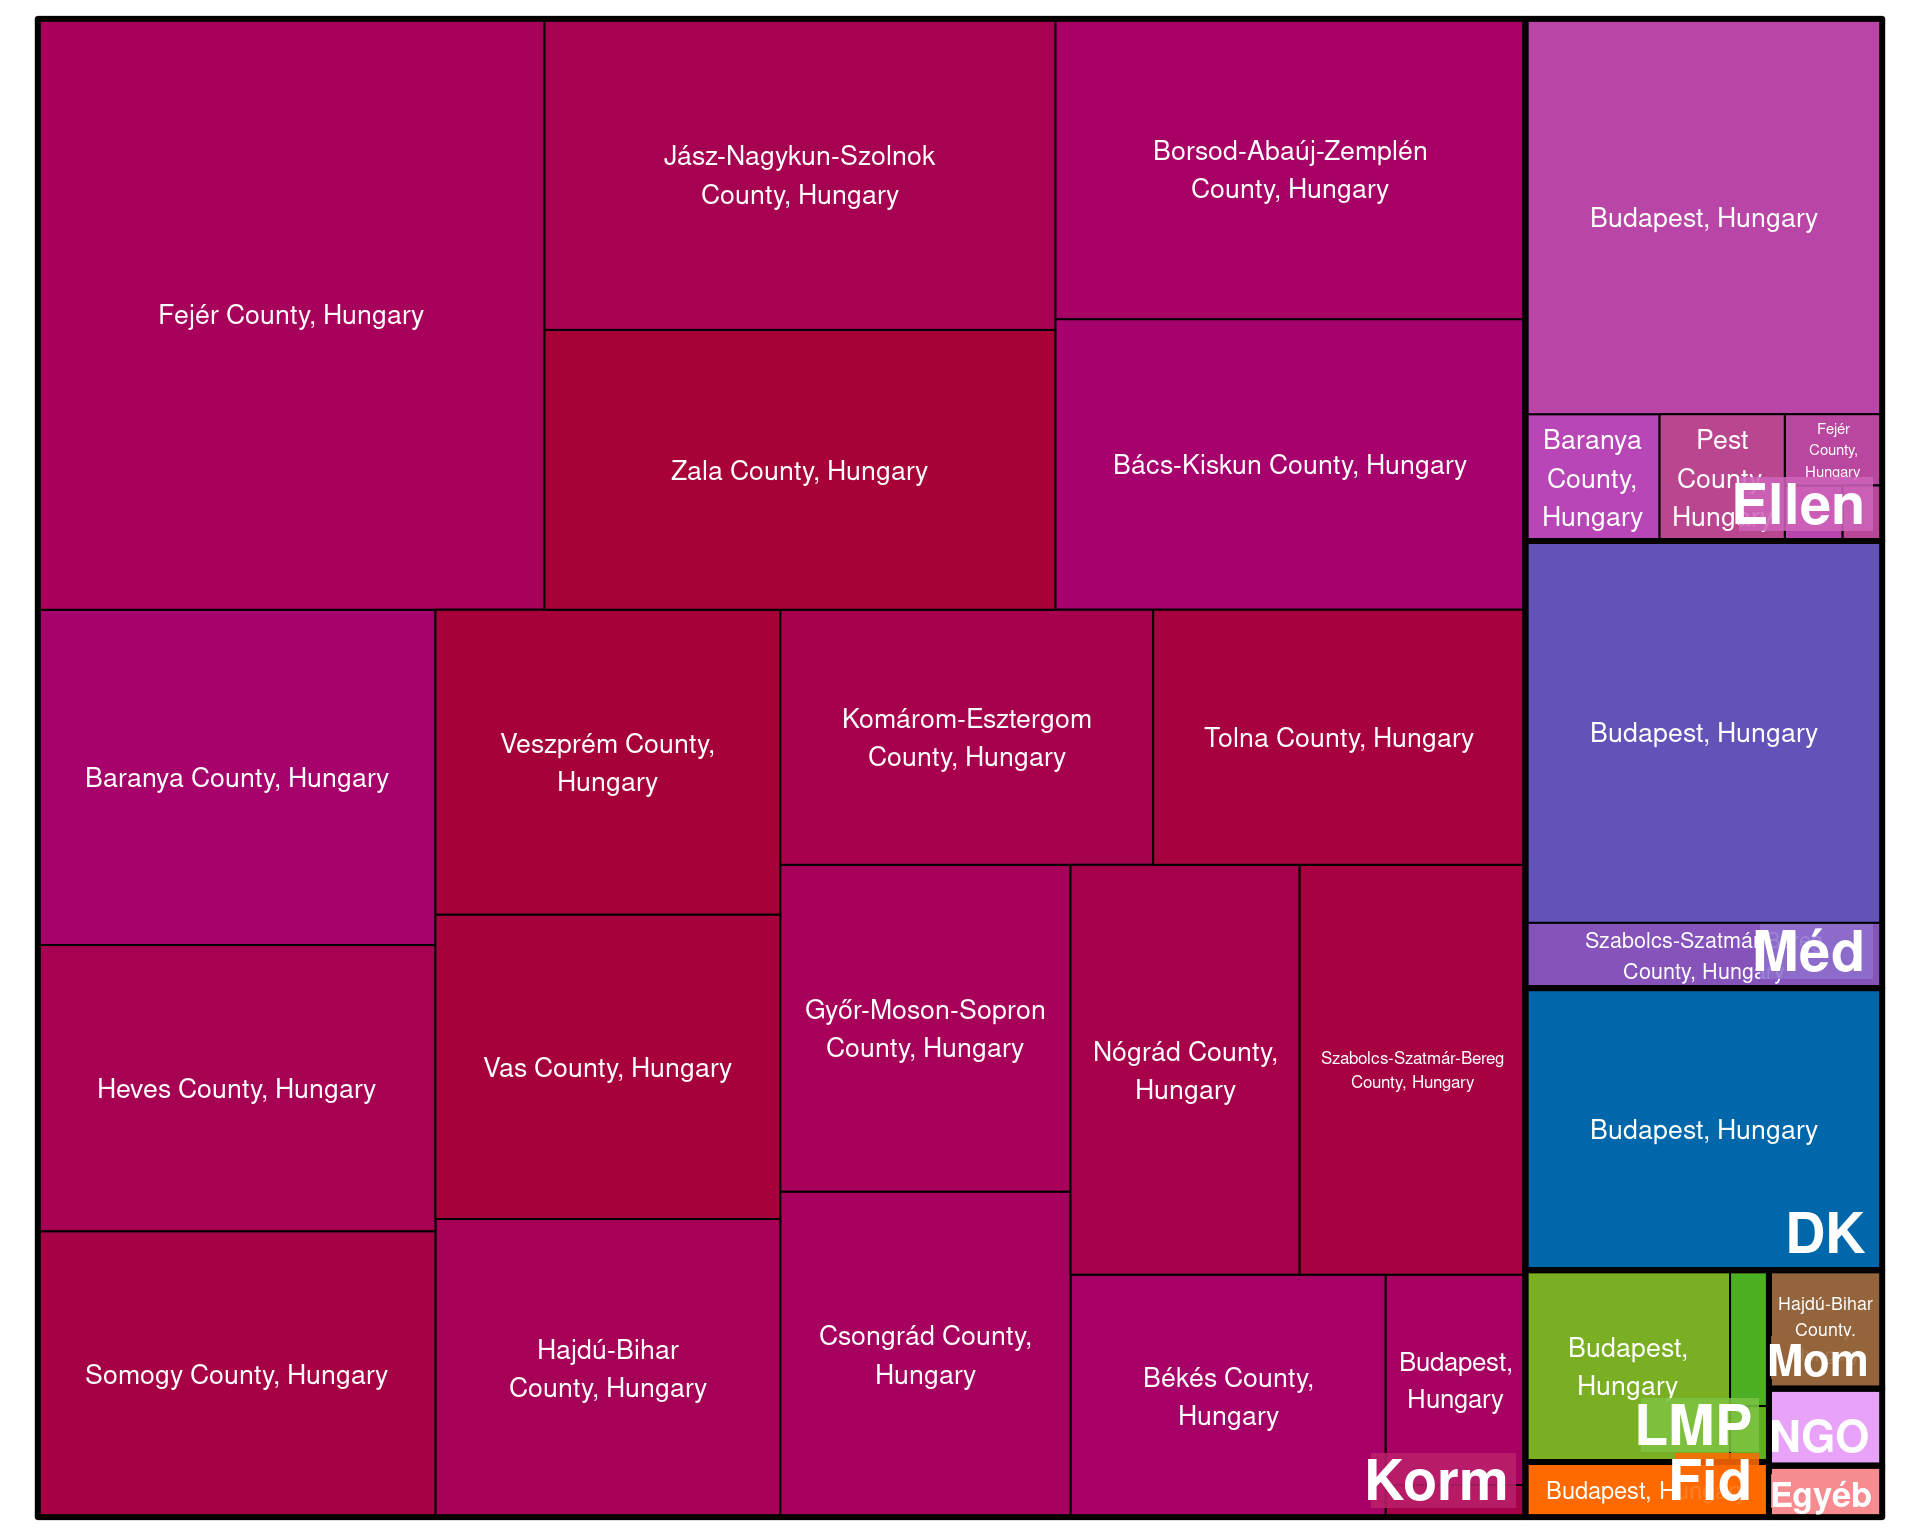 Fejér County, Hungary
Jász-Nagykun-Szolnok
County, Hungary
Zala County, Hungary
Borsod-Abaúj-Zemplén
County, Hungary
Bács-Kiskun County, Hungary
Baranya County, Hungary
Heves County, Hungary
Somogy County, Hungary
Veszprém County,
Hungary
Vas County, Hungary
Hajdú-Bihar
County, Hungary
Komárom-Esztergom
County, Hungary
Tolna County, Hungary
Győr-Moson-Sopron
County, Hungary
Csongrád County,
Hungary
Nógrád County,
Hungary
Szabolcs-Szatmár-Bereg
County, Hungary
Békés County,
Hungary
Budapest,
Hungary
Korm
Budapest, Hungary
Baranya
County,
Hungary
Pest
County,
Hungary
Fejér
County,
Hungary
Ellen
Budapest, Hungary
Szabolcs-Szatmár-Bereg
County, Hungary
Méd
Budapest, Hungary
DK
Budapest,
Hungary
LMP
Budapest, Hungary
Fid
Hajdú-Bihar
County,
Mom
NGO
Egyéb